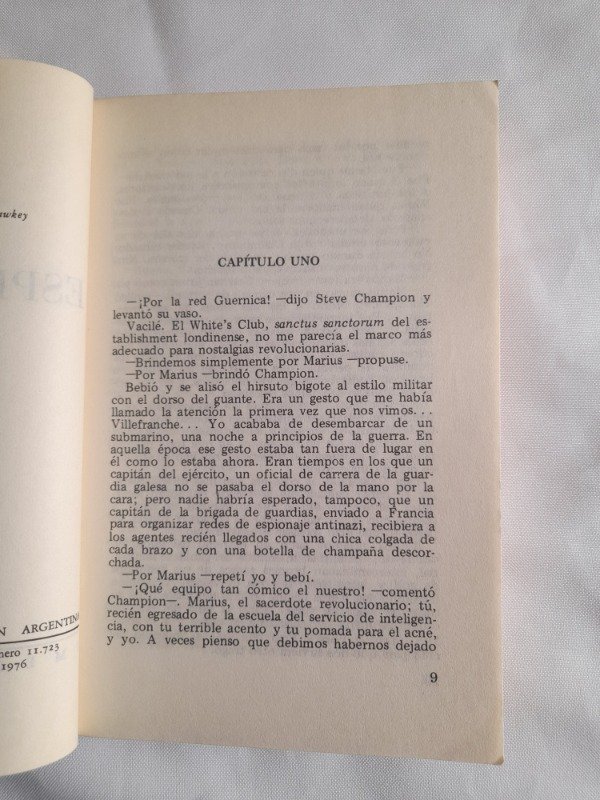 awkey
ESP
N ARGENTINA
mero 11.723
1976
CAPÍTULO UNO
—¡Por la red Guernica! —dijo Steve Champion y
levantó su vaso.
Vacilé. El White's Club, sanctus sanctorum del es-
tablishment londinense, no me parecía el marco más
adecuado para nostalgias revolucionarias.
—Brindemos simplemente por Marius —propuse.
—Por Marius —brindó Champion.
Bebió y se alisó el hirsuto bigote al estilo militar
con el dorso del guante. Era un gesto que me había
llamado la atención la primera vez que nos vimos...
Villefranche... Yo acababa de desembarcar de un
submarino, una noche a principios de la guerra. En
aquella época ese gesto estaba tan fuera de lugar en
él como lo estaba ahora. Eran tiempos en los que un
capitán del ejército, un oficial de carrera de la guar-
dia galesa no se pasaba el dorso de la mano por la
cara; pero nadie habría esperado, tampoco, que un
capitán de la brigada de guardias, enviado a Francia
para organizar redes de espionaje antinazi, recibiera a
los agentes recién llegados con una chica colgada de
cada brazo y con una botella de champaña descor-
chada.
—Por Marius —repetí yo y bebí.
—¡Qué equipo tan cómico el nuestro! —comentó
Champion—. Marius, el sacerdote revolucionario; tú,
recién egresado de la escuela del servicio de inteligen-
cia, con tu terrible acento y tu pomada para el acné,
y yo. A veces pienso que debimos habernos dejado
9